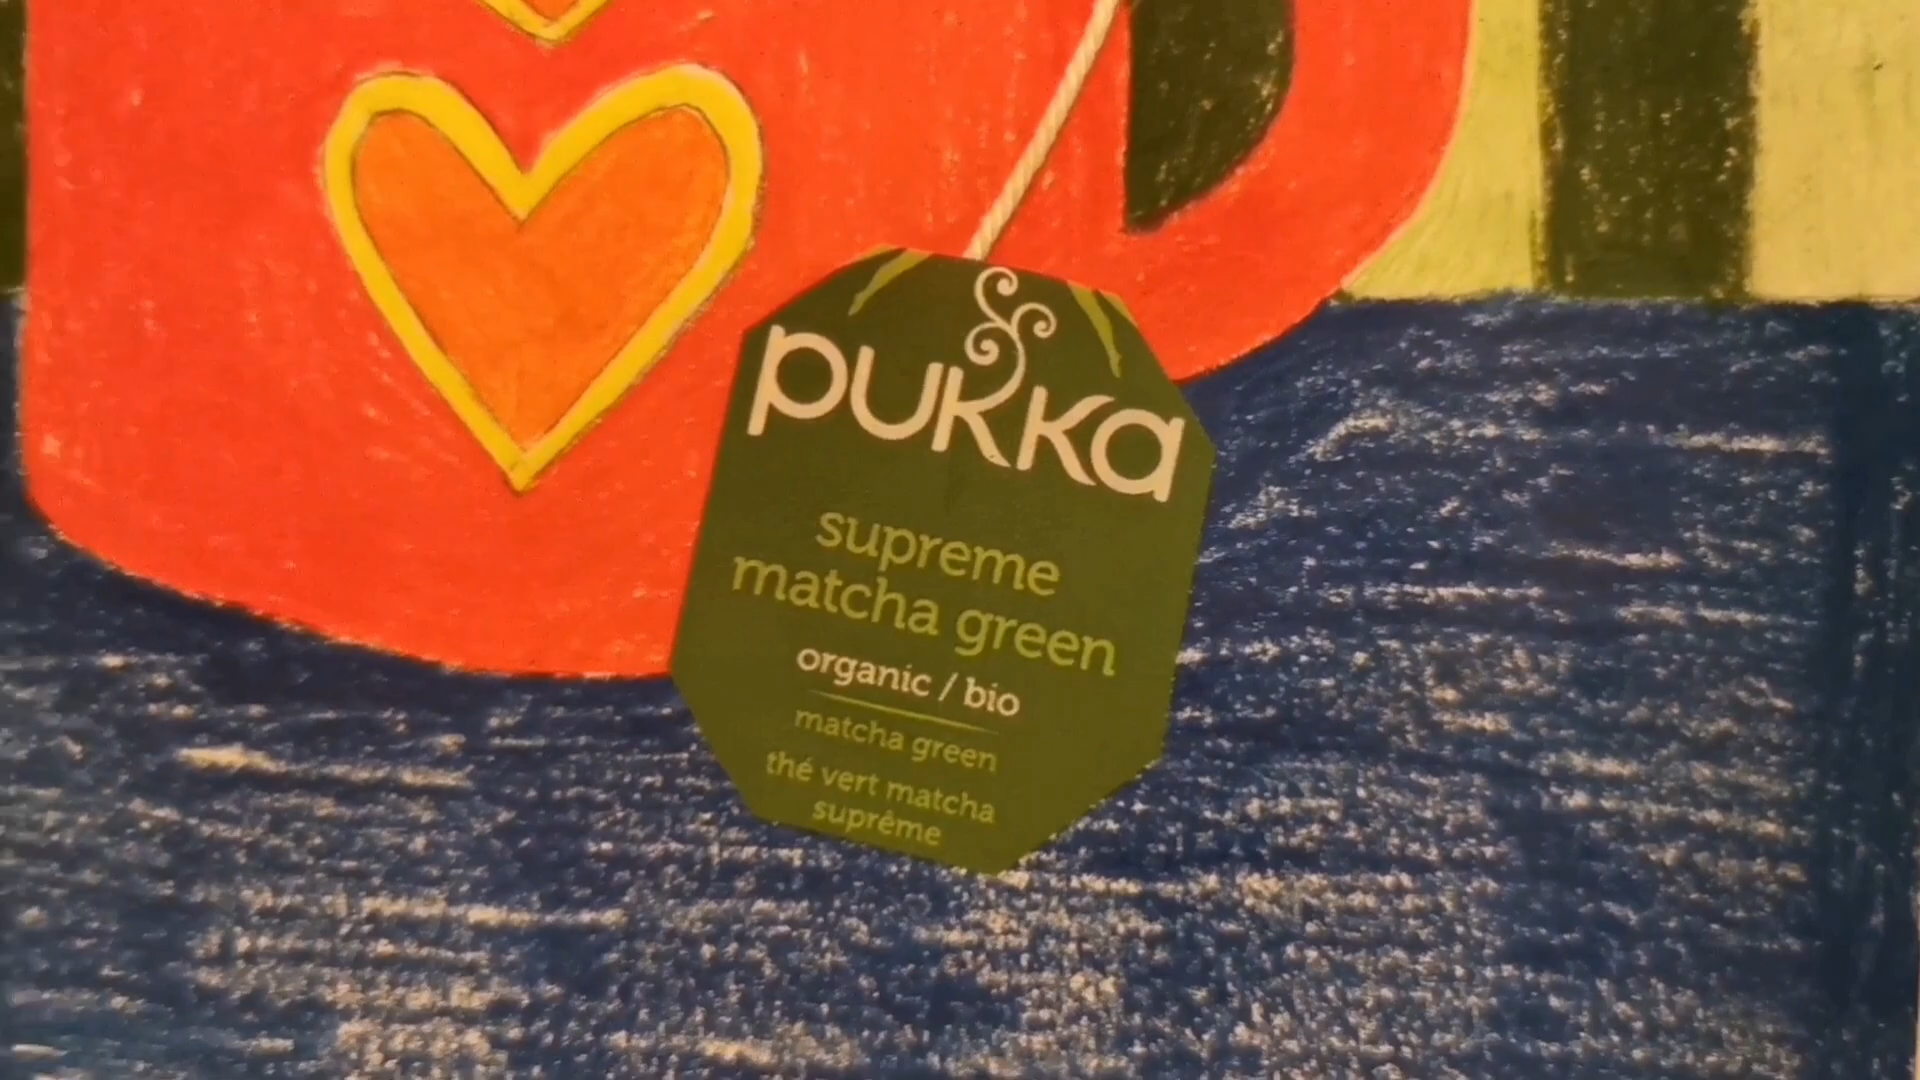 pukka
supreme
matcha green
organic / bio
matcha green
thé vert matcha
suprême